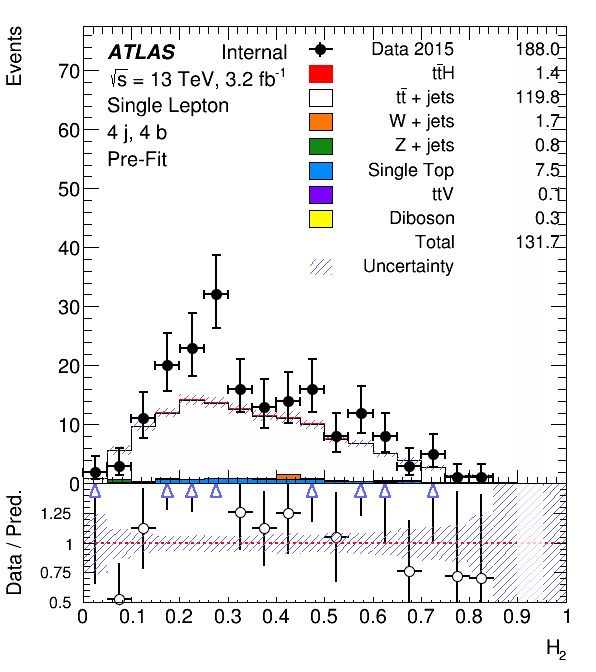 Events
ATLAS Internal
√s = 13 TeV, 3.2 fb⁻¹
Single Lepton
4 j, 4 b
Pre-Fit
Data 2015 188.0
tt̄H 1.4
tt̄ + jets 119.8
W + jets 1.7
Z + jets 0.8
Single Top 7.5
ttV 0.1
Diboson 0.3
Total 131.7
Uncertainty
70
60
50
40
30
20
10
0
Data / Pred.
1.25
1
0.75
0.5
0 0.1 0.2 0.3 0.4 0.5 0.6 0.7 0.8 0.9 1
H₂